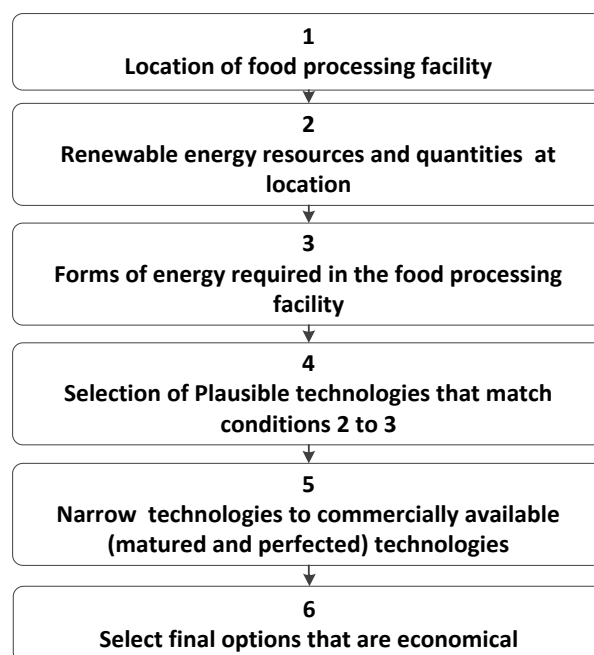 1
Location of food processing facility
2
Renewable energy resources and quantities at
location
3
Forms of energy required in the food processing
facility
4
Selection of Plausible technologies that match
conditions 2 to 3
5
Narrow technologies to commercially available
(matured and perfected) technologies
6
Select final options that are economical